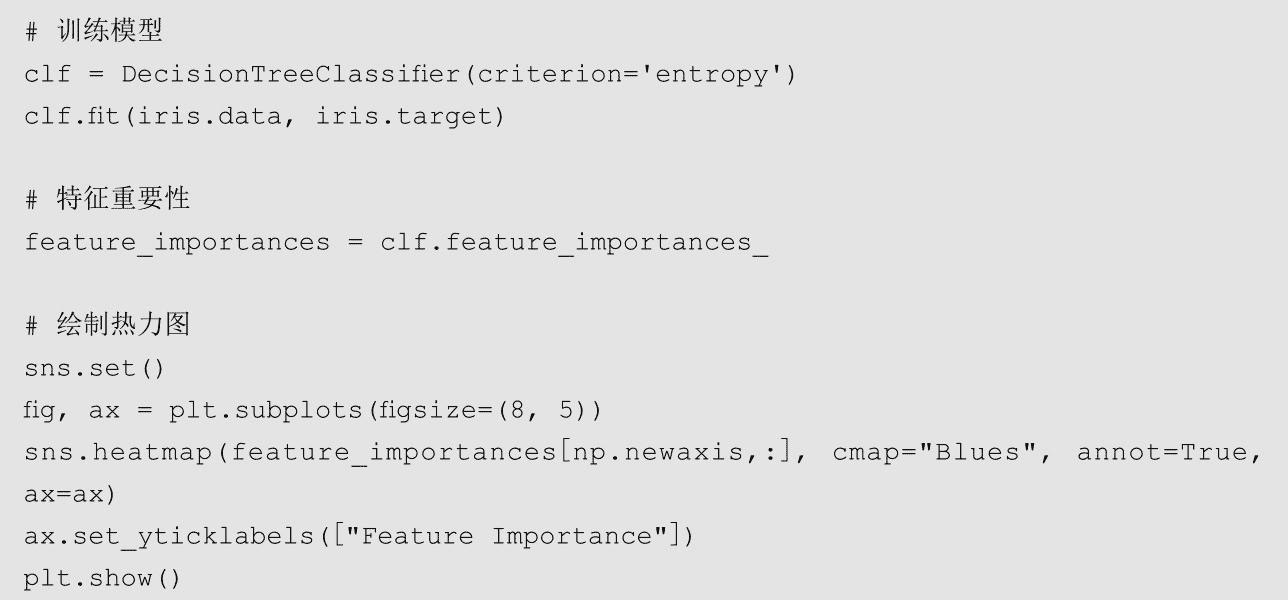 # 训练模型
clf = DecisionTreeClassifier(criterion='entropy')
clf.fit(iris.data, iris.target)
# 特征重要性
feature_importances = clf.feature_importances_
# 绘制热力图
sns.set()
fig, ax = plt.subplots(figsize=(8, 5))
sns.heatmap(feature_importances[np.newaxis,:], cmap="Blues", annot=True,
ax=ax)
ax.set_yticklabels(["Feature Importance"])
plt.show()